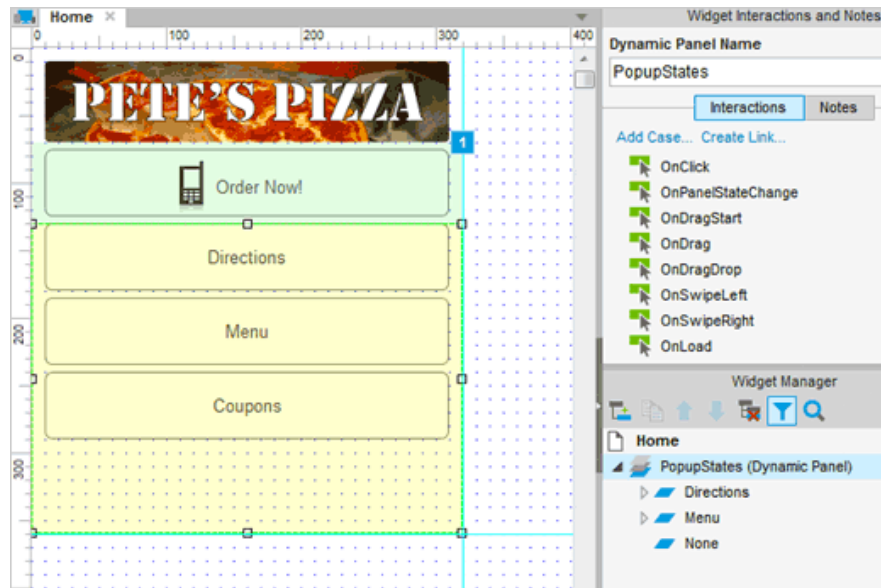 Home
Widget Interactions and Notes
0 100 200 300 400
Dynamic Panel Name
PopupStates
Interactions Notes
Add Case... Create Link...
PETE'S PIZZA
1
OnClick
OnPanelStateChange
OnDragStart
OnDrag
OnDragDrop
OnSwipeLeft
OnSwipeRight
OnLoad
0
100
200
300
Order Now!
Directions
Menu
Coupons
Widget Manager
Home
PopupStates (Dynamic Panel)
Directions
Menu
None